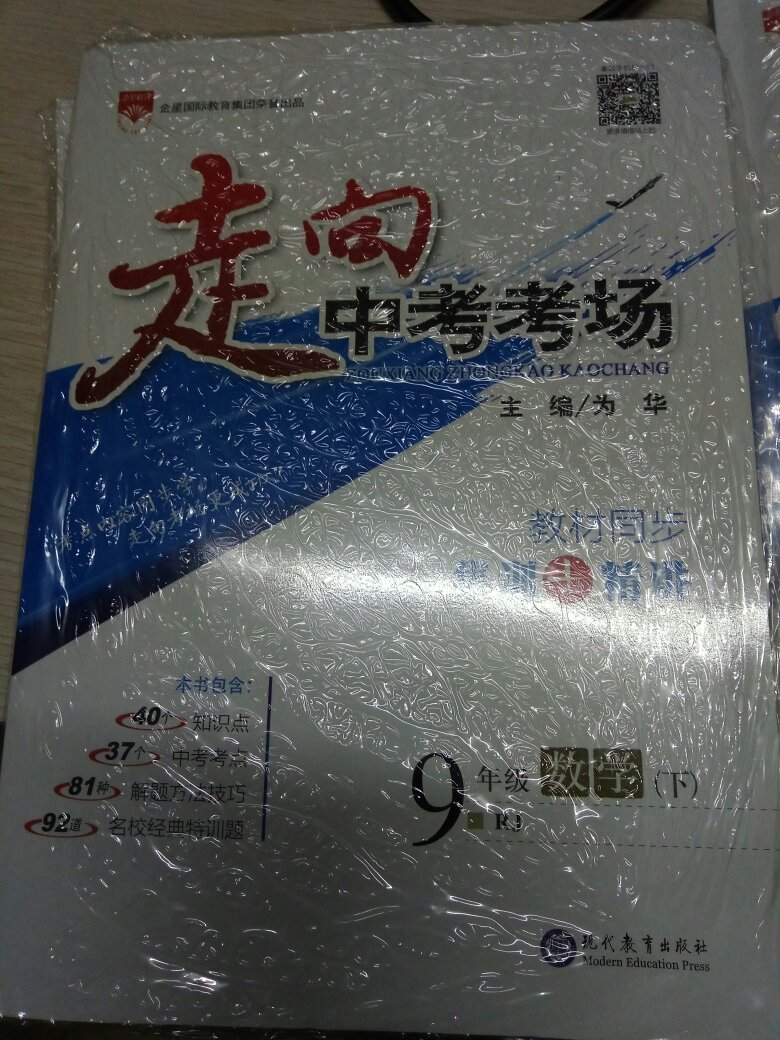 金星国际教育集团荣誉出品
走向
中考考场
ZOUXIANG ZHONGKAO KAOCHANG
主 编/为 华
教材同步
本书包含:
40个 知识点
37个 中考考点
81种 解题方法技巧
92道 名校经典特训题
9年级 数学(下)
RJ
现代教育出版社
Modern Education Press